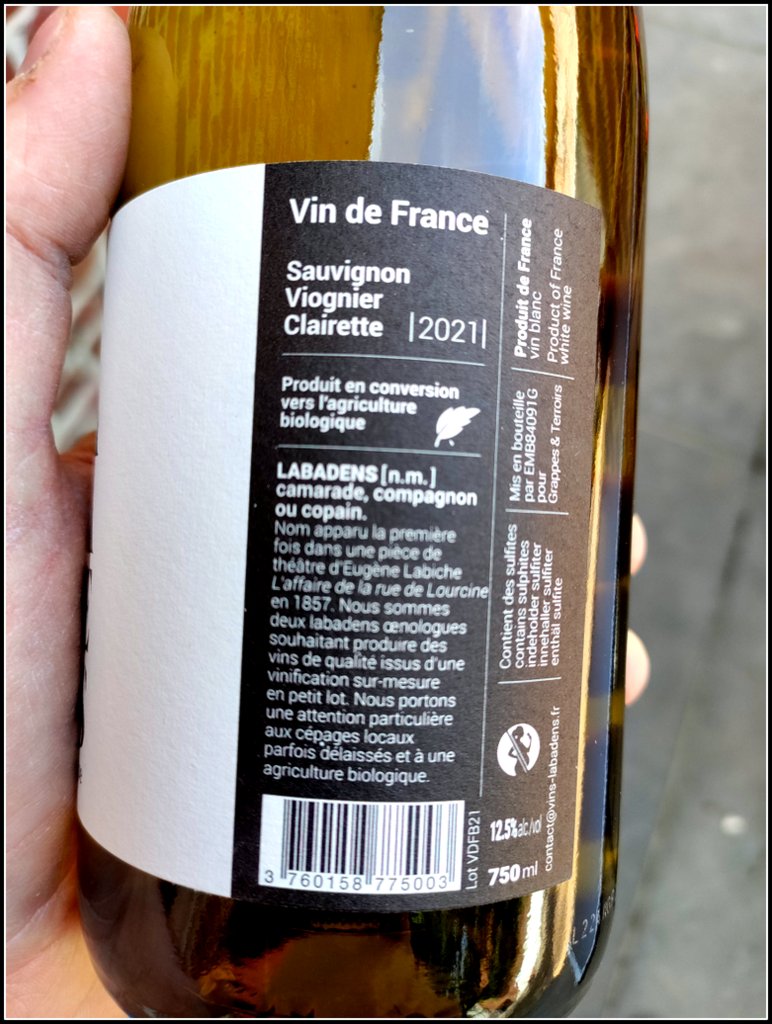 Vin de France
Sauvignon
Viognier
Clairette |2021|
Produit en conversion
vers l'agriculture
biologique
LABADENS [n.m.]
camarade, compagnon
ou copain.
Nom apparu la première
fois dans une pièce de
théâtre d'Eugène Labiche
L'affaire de la rue de Lourcine
en 1857. Nous sommes
deux labadens œnologues
souhaitant produire des
vins de qualité issus d'une
vinification sur-mesure
en petit lot. Nous portons
une attention particulière
aux cépages locaux
parfois délaissés et à une
agriculture biologique.
3 760158 775003
Lot VDFB21
Produit de France
vin blanc
Product of France
white wine
Mis en bouteille
par EMB84091G
pour
Grappes & Terroirs
Contient des sulfites
contains sulphites
indeholder sulfiter
innehaller sulfiter
enthäl sulfite
contact@vins-labadens.fr
12.5% alc/vol
750 ml